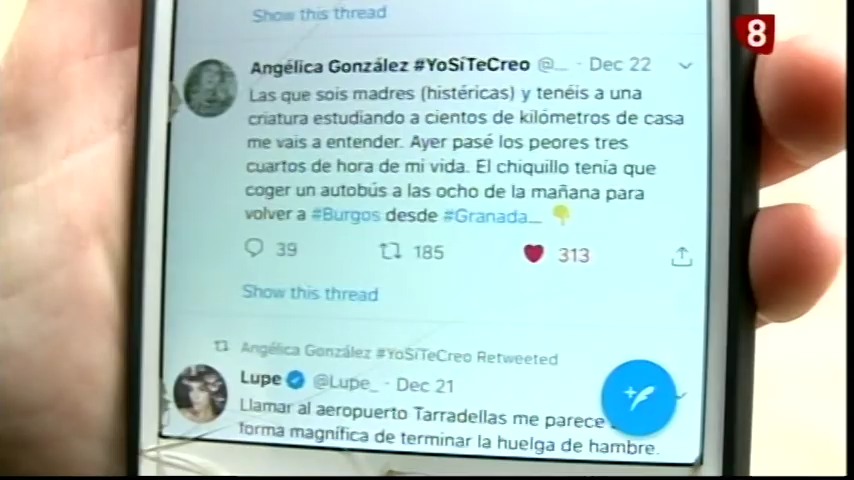 Show this thread
8
Angélica González #YoSíTeCreo @_... · Dec 22
Las que sois madres (histéricas) y tenéis a una
criatura estudiando a cientos de kilómetros de casa
me vais a entender. Ayer pasé los peores tres
cuartos de hora de mi vida. El chiquillo tenía que
coger un autobús a las ocho de la mañana para
volver a #Burgos desde #Granada... 👇
39 185 313
Show this thread
Angélica González #YoSíTeCreo Retweeted
Lupe @Lupe_ · Dec 21
Llamar al aeropuerto Tarradellas me parece
forma magnífica de terminar la huelga de hambre.